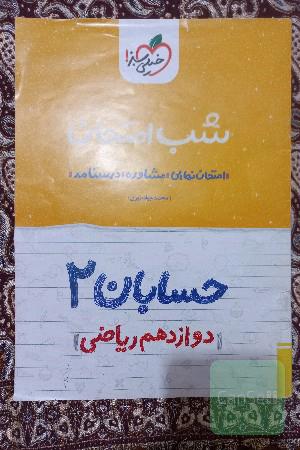 خیلی سبز
شب امتحان
«امتحان نهایی+مشاوره+درسنامه»
حسابان ۲
(دوازدهم ریاضی)